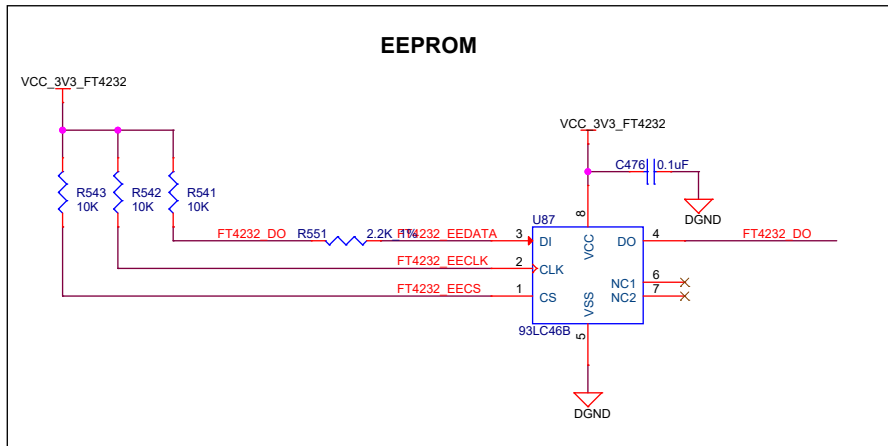 EEPROM
VCC_3V3_FT4232
VCC_3V3_FT4232
C476 0.1uF
R543
10K
R542
10K
R541
10K
DGND
U87
8
FT4232_DO R551 2.2K_1% FT4232_EEDATA 3 DI VCC DO 4 FT4232_DO
FT4232_EECLK 2 CLK
NC1 6
FT4232_EECS 1 CS NC2 7
VSS
93LC46B
5
DGND